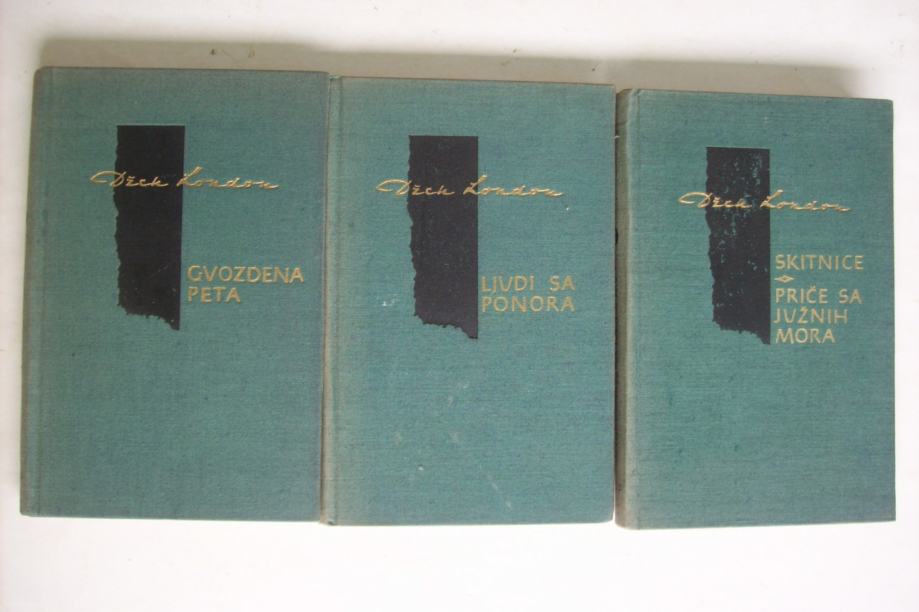 Džek London
GVOZDENA
PETA
Džek London
LJUDI SA
PONORA
Džek London
SKITNICE
PRIČE SA
JUŽNIH
MORA